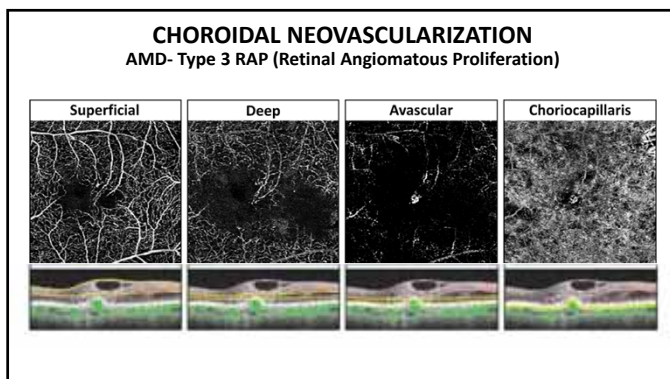 CHOROIDAL NEOVASCULARIZATION
AMD- Type 3 RAP (Retinal Angiomatous Proliferation)
Superficial
Deep
Avascular
Choriocapillaris